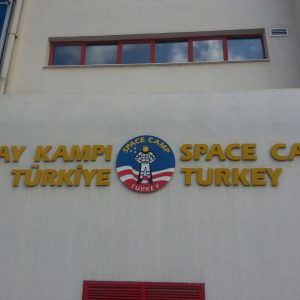 AY KAMPI
TÜRKİYE
SPACE CAMP
TURKEY
SPACE CA
TURKEY